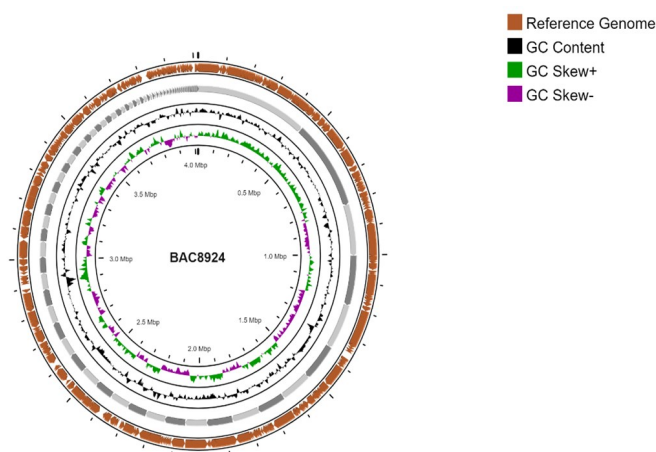 Reference Genome
GC Content
GC Skew+
GC Skew-
4.0 Mbp
3.5 Mbp
0.5 Mbp
3.0 Mbp
BAC8924
1.0 Mbp
2.5 Mbp
1.5 Mbp
2.0 Mbp